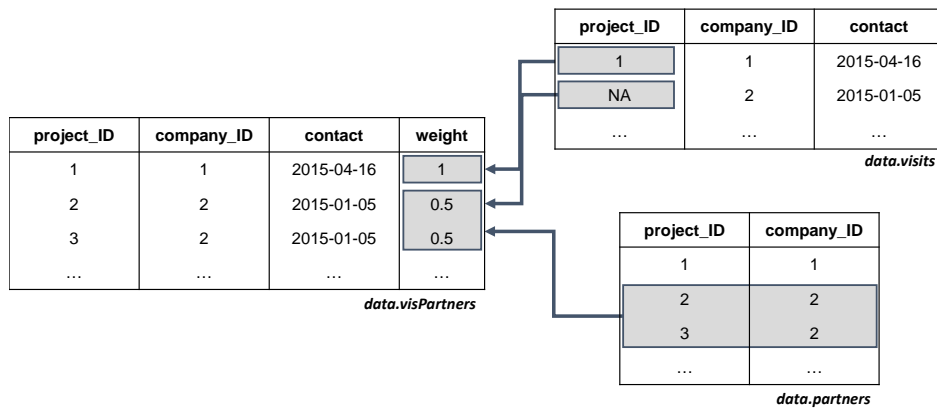 project_ID company_ID contact
1 1 2015-04-16
NA 2 2015-01-05
… … …
data.visits
project_ID company_ID contact weight
1 1 2015-04-16 1
2 2 2015-01-05 0.5
3 2 2015-01-05 0.5
… … … …
data.visPartners
project_ID company_ID
1 1
2 2
3 2
… …
data.partners